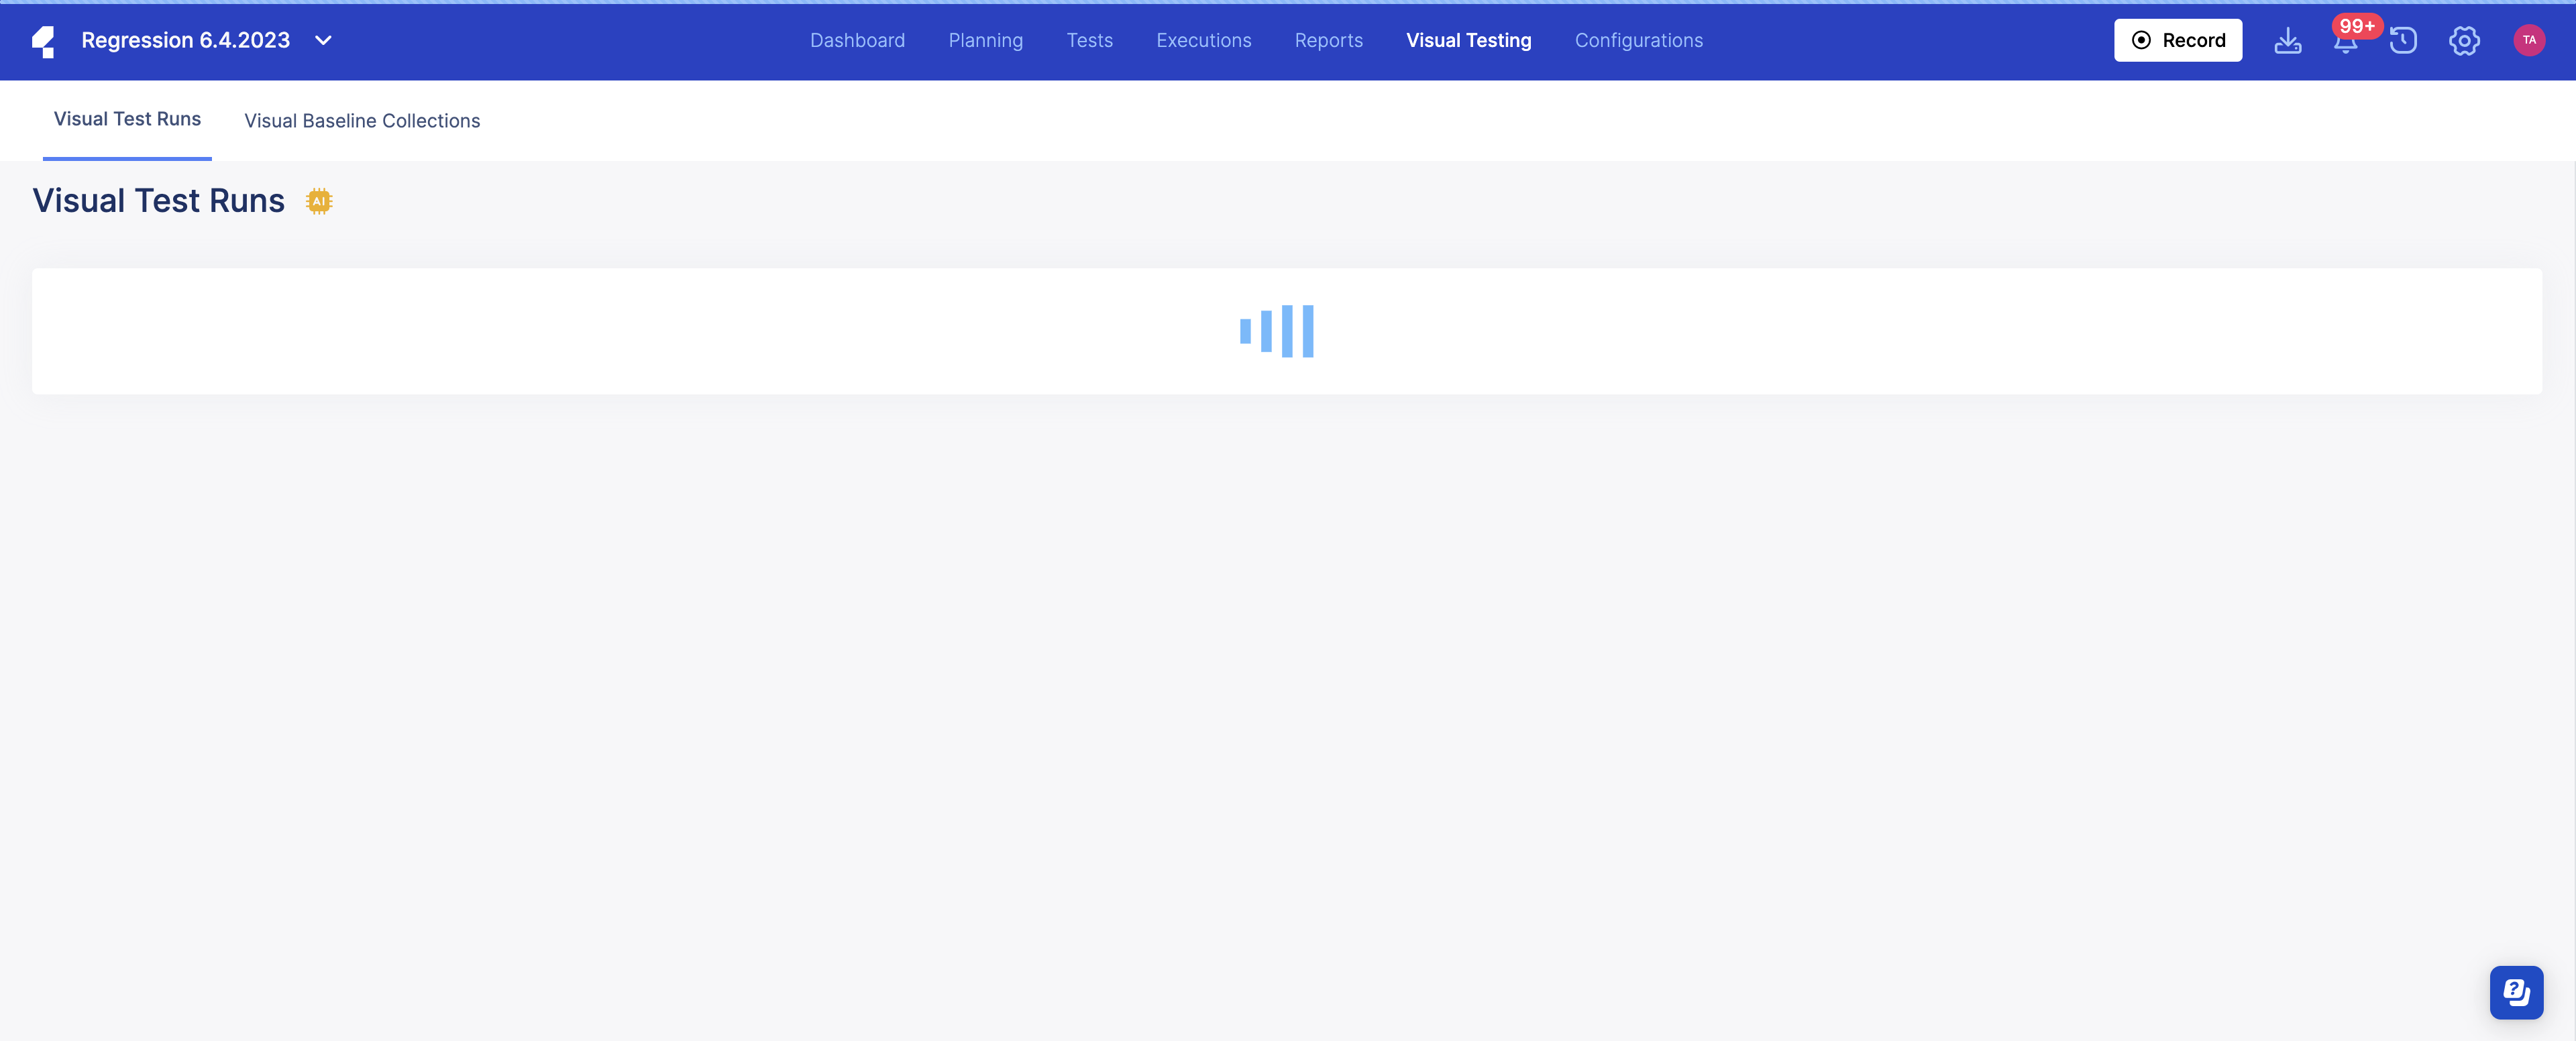 Regression 6.4.2023
Dashboard Planning Tests Executions Reports Visual Testing Configurations
Record
99+
TA
Visual Test Runs Visual Baseline Collections
Visual Test Runs
AI
?